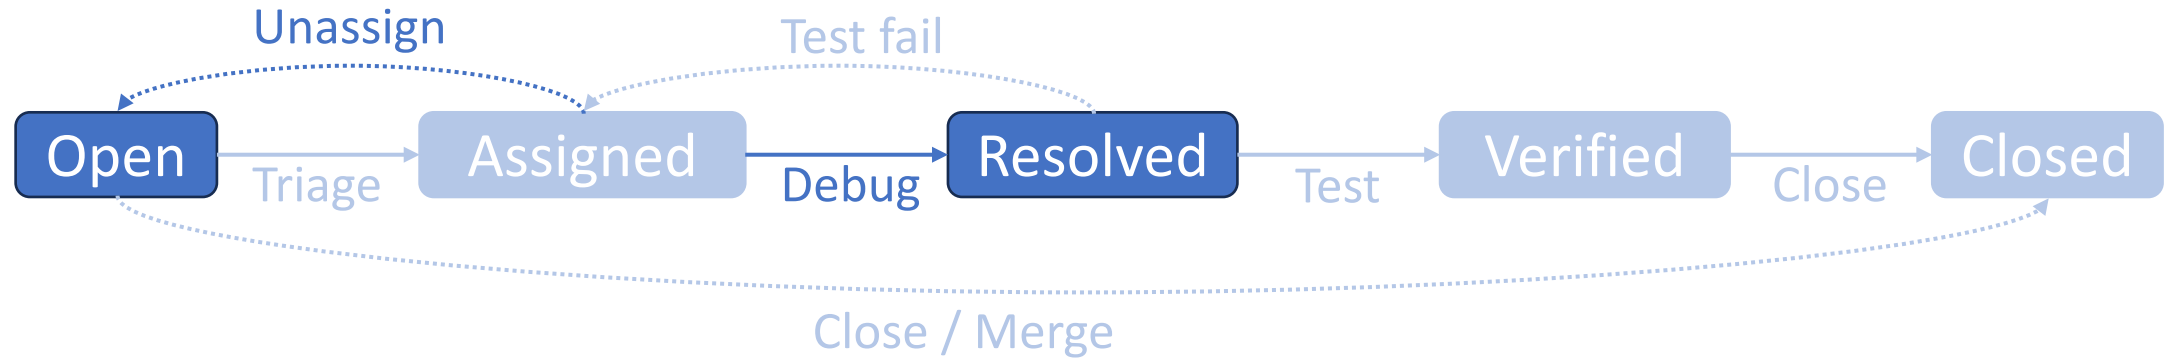 Unassign
Test fail
Open
Assigned
Resolved
Verified
Closed
Triage
Debug
Test
Close
Close / Merge